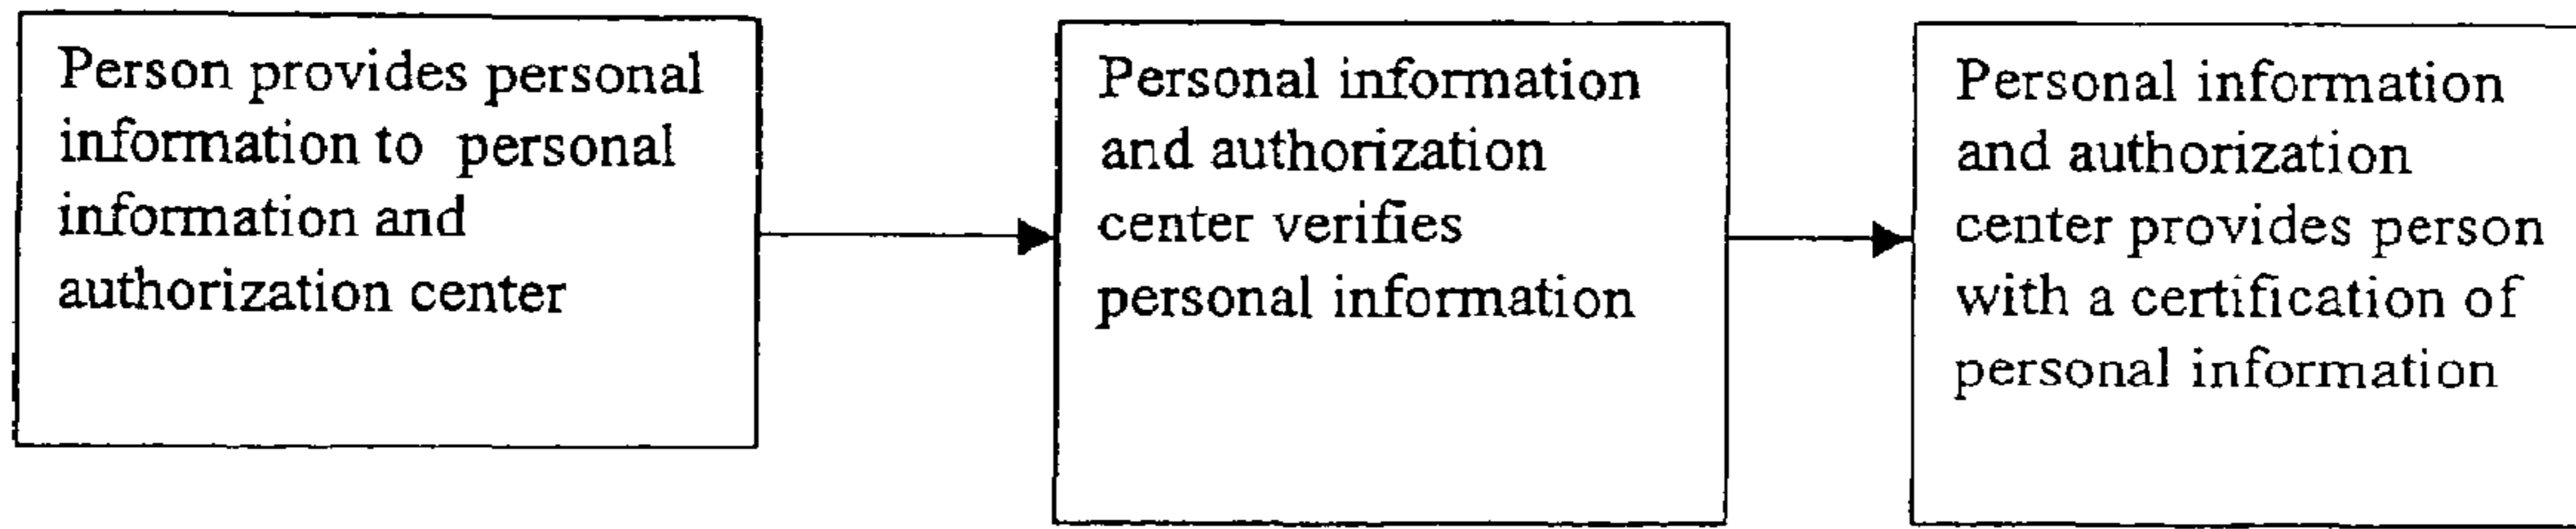 Person provides personal
information to personal
information and
authorization center
Personal information
and authorization
center verifies
personal information
Personal information
and authorization
center provides person
with a certification of
personal information